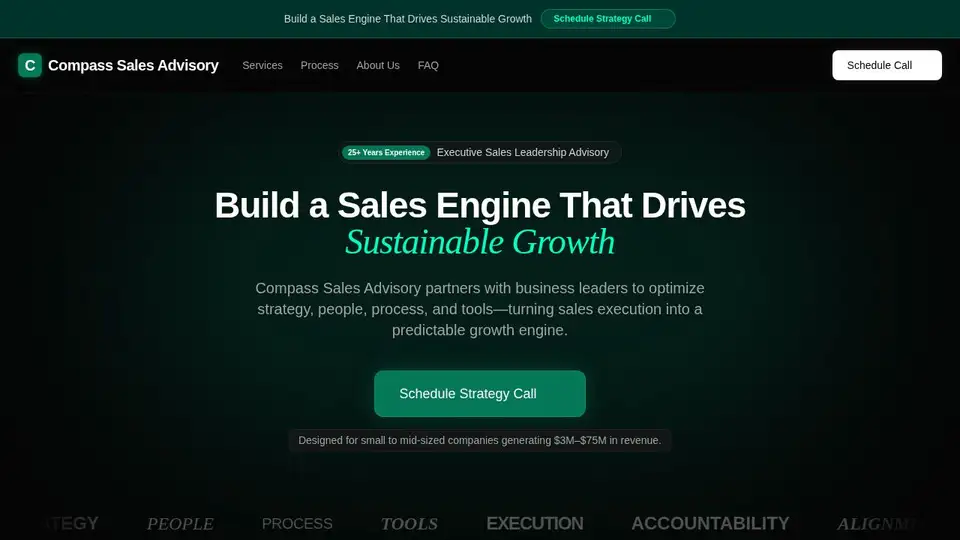 Build a Sales Engine That Drives Sustainable Growth Schedule Strategy Call
C Compass Sales Advisory Services Process About Us FAQ Schedule Call
25+ Years Experience Executive Sales Leadership Advisory
Build a Sales Engine That Drives
Sustainable Growth
Compass Sales Advisory partners with business leaders to optimize
strategy, people, process, and tools—turning sales execution into a
predictable growth engine.
Schedule Strategy Call
Designed for small to mid-sized companies generating $3M–$75M in revenue.
PEOPLE PROCESS TOOLS EXECUTION ACCOUNTABILITY